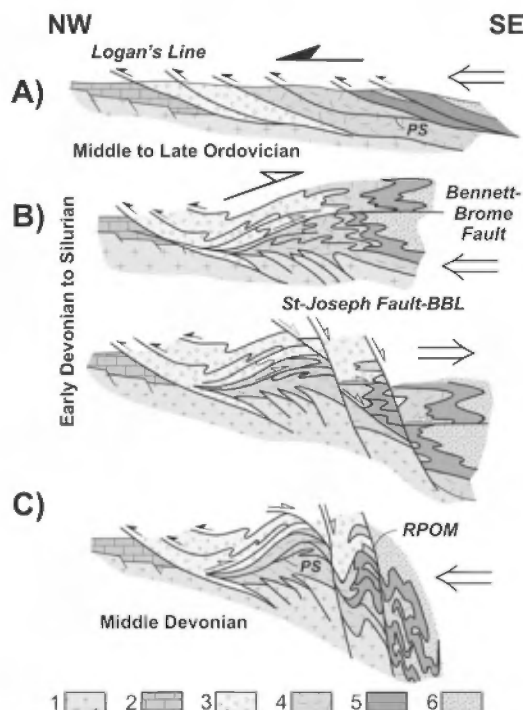 NW
SE
Logan's Line
A)
PS
Middle to Late Ordovician
B)
Bennett-
Brome
Fault
Early Devonian to Silurian
St-Joseph Fault-BBL
C)
RPOM
PS
Middle Devonian
1 2 3 4 5 6